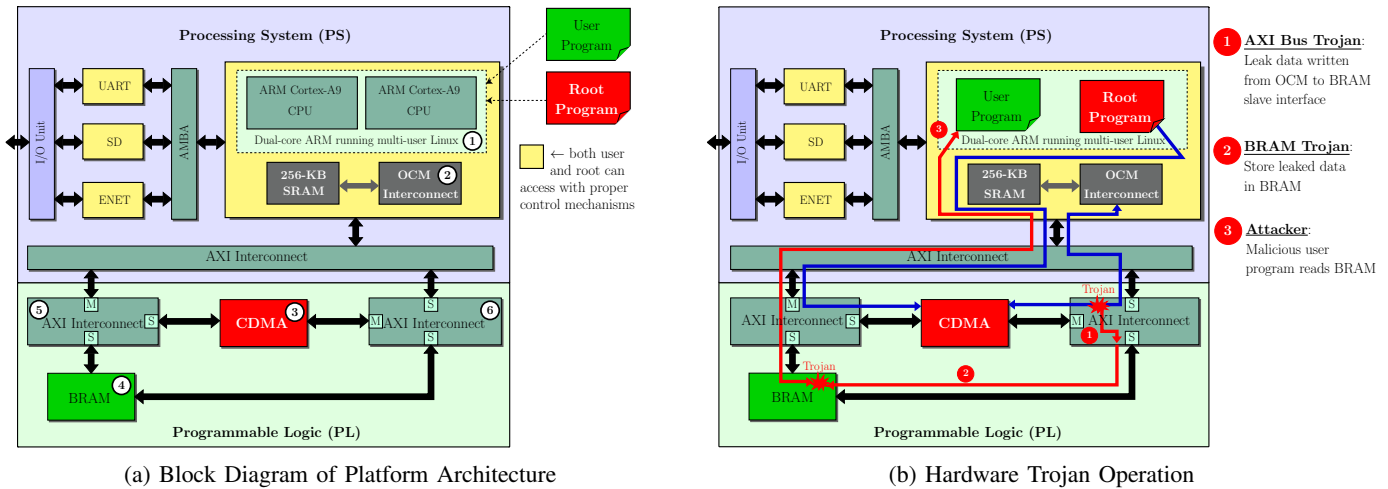 Processing System (PS)
User
Program
Root
Program
← both user
and root can
access with proper
control mechanisms
I/O Unit
UART
SD
ENET
AMBA
ARM Cortex-A9
CPU
ARM Cortex-A9
CPU
Dual-core ARM running multi-user Linux
1
256-KB
SRAM
OCM
Interconnect
2
AXI Interconnect
5
M
AXI Interconnect
S
S
CDMA
3
6
S
M
AXI Interconnect
S
BRAM
4
Programmable Logic (PL)
(a) Block Diagram of Platform Architecture
Processing System (PS)
I/O Unit
UART
SD
ENET
AMBA
User
Program
Root
Program
3
Dual-core ARM running multi-user Linux
256-KB
SRAM
OCM
Interconnect
AXI Interconnect
M
AXI Interconnect
S
S
CDMA
Trojan
S
M
AXI Interconnect
1
S
Trojan
BRAM
2
Programmable Logic (PL)
(b) Hardware Trojan Operation
1 AXI Bus Trojan:
Leak data written
from OCM to BRAM
slave interface
2 BRAM Trojan:
Store leaked data
in BRAM
3 Attacker:
Malicious user
program reads BRAM